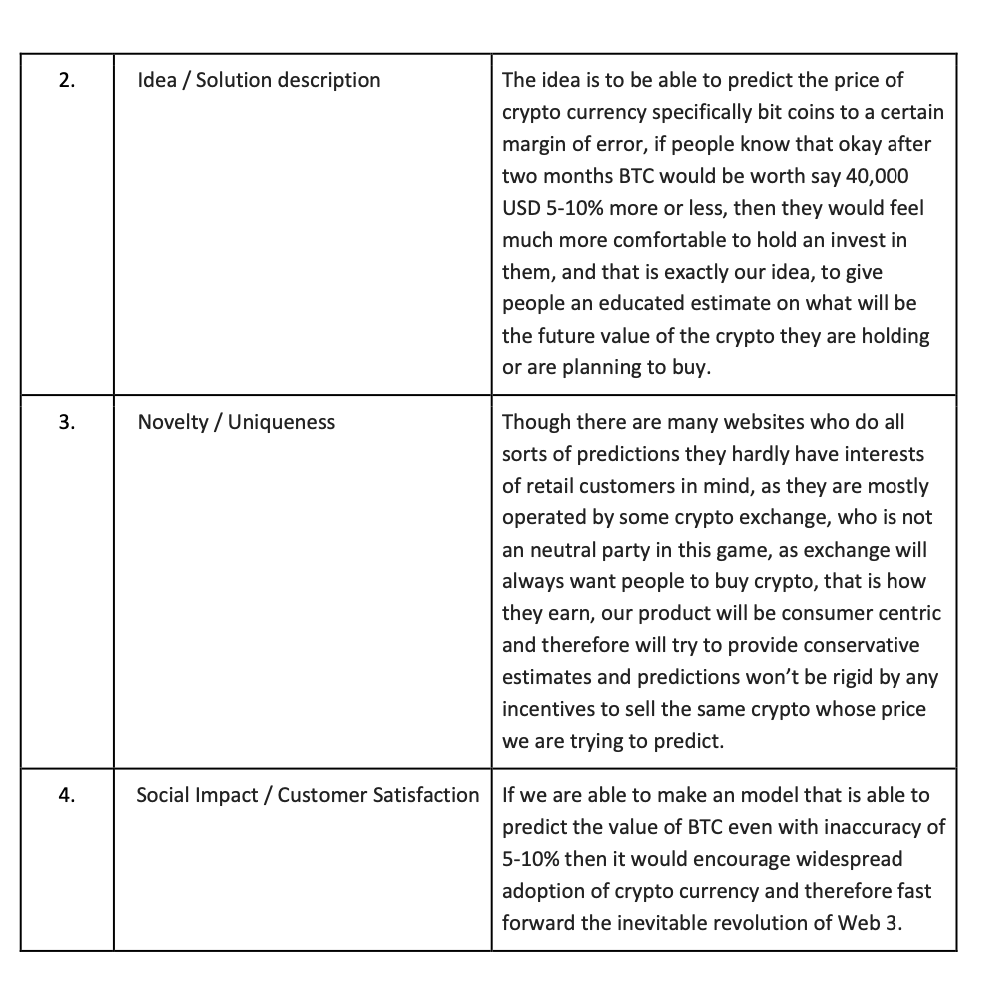 2.
Idea / Solution description
The idea is to be able to predict the price of
crypto currency specifically bit coins to a certain
margin of error, if people know that okay after
two months BTC would be worth say 40,000
USD 5-10% more or less, then they would feel
much more comfortable to hold an invest in
them, and that is exactly our idea, to give
people an educated estimate on what will be
the future value of the crypto they are holding
or are planning to buy.
3.
Novelty / Uniqueness
Though there are many websites who do all
sorts of predictions they hardly have interests
of retail customers in mind, as they are mostly
operated by some crypto exchange, who is not
an neutral party in this game, as exchange will
always want people to buy crypto, that is how
they earn, our product will be consumer centric
and therefore will try to provide conservative
estimates and predictions won’t be rigid by any
incentives to sell the same crypto whose price
we are trying to predict.
4.
Social Impact / Customer Satisfaction
If we are able to make an model that is able to
predict the value of BTC even with inaccuracy of
5-10% then it would encourage widespread
adoption of crypto currency and therefore fast
forward the inevitable revolution of Web 3.